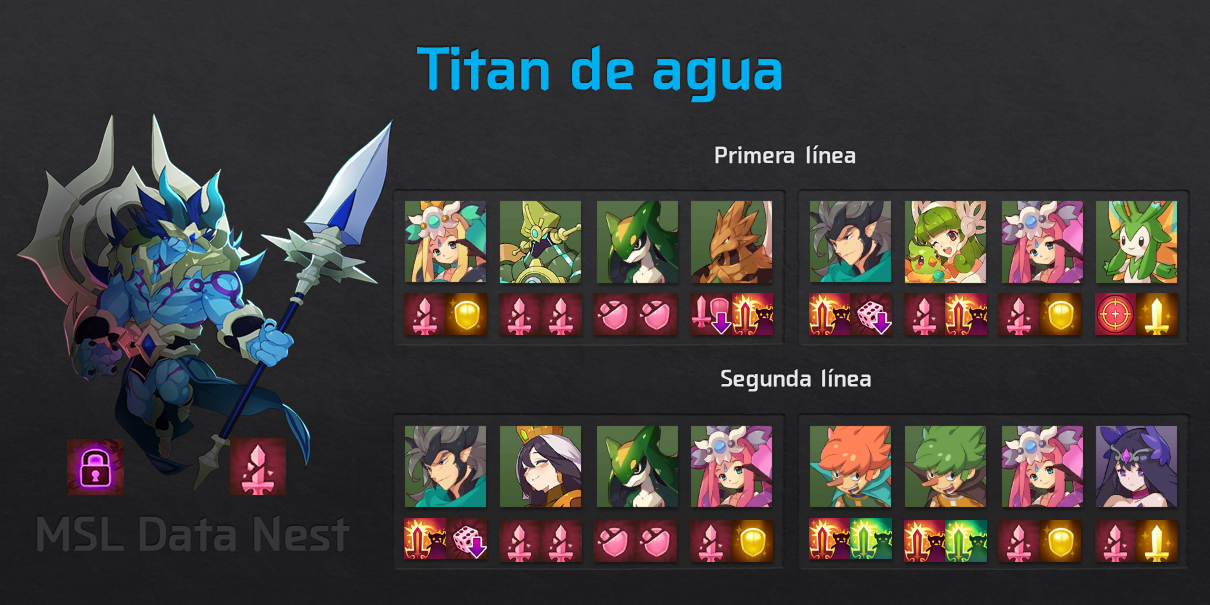 Titan de agua
Primera línea
Segunda línea
MSL Data Nest